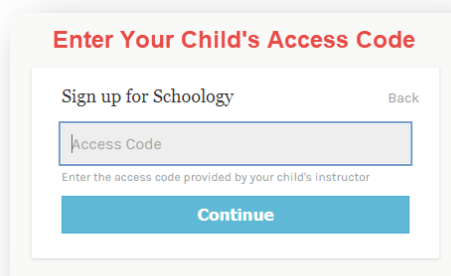 Enter Your Child's Access Code
Sign up for Schoology
Back
Access Code
Enter the access code provided by your child's instructor
Continue